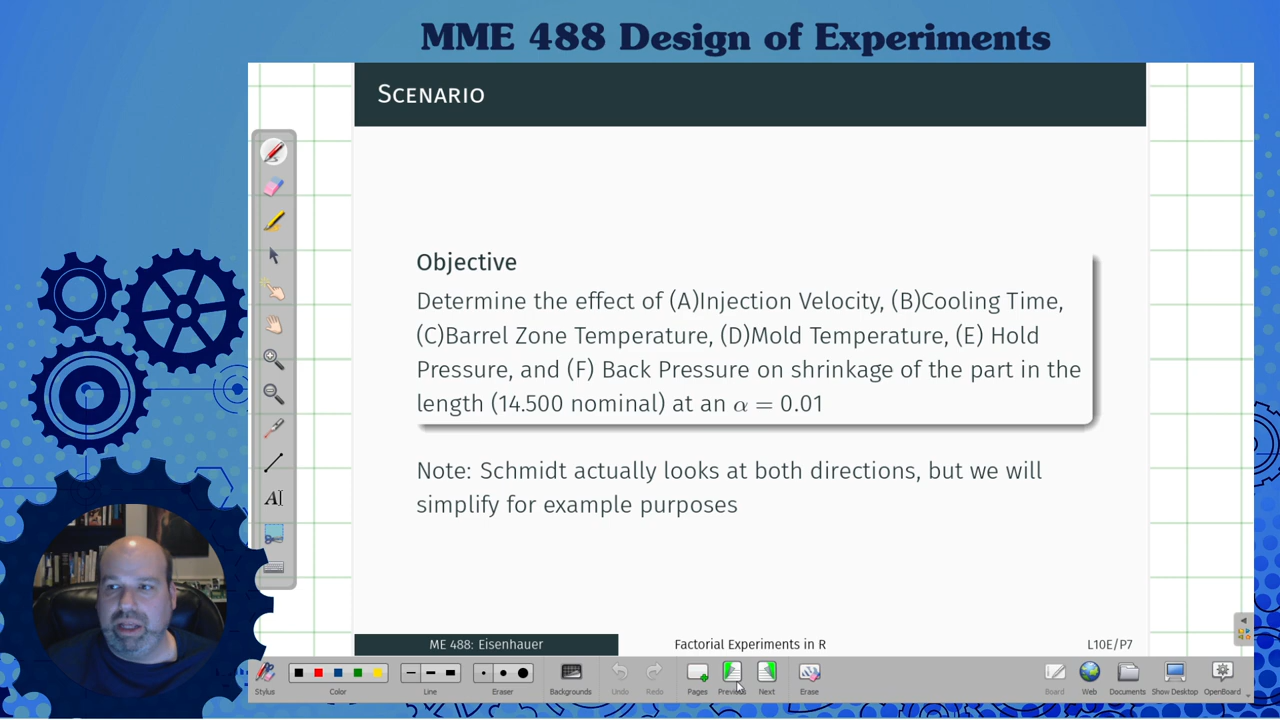 MME 488 Design of Experiments
SCENARIO
Objective
Determine the effect of (A)Injection Velocity, (B)Cooling Time,
(C)Barrel Zone Temperature, (D)Mold Temperature, (E) Hold
Pressure, and (F) Back Pressure on shrinkage of the part in the
length (14.500 nominal) at an α = 0.01
Note: Schmidt actually looks at both directions, but we will
simplify for example purposes
ME 488: Eisenhauer
Factorial Experiments in R
L10E/P7
AI
Stylus
Color
Line
Eraser
Backgrounds
Undo
Redo
Pages
Previous
Next
Erase
Board
Web
Documents
Show Desktop
OpenBoard